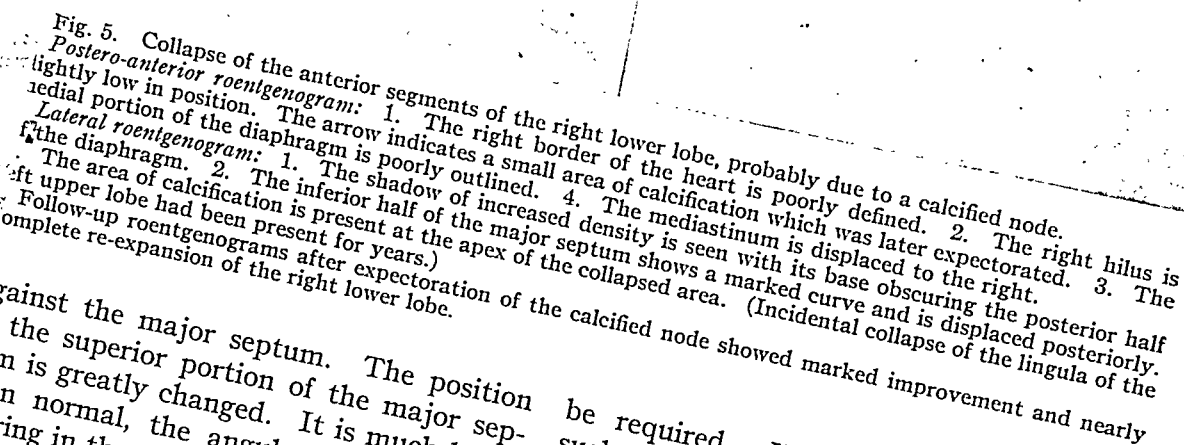 Fig. 5. Collapse of the anterior segments of the right lower lobe, probably due to a calcified node.
Postero-anterior roentgenogram: 1. The right border of the heart is poorly defined. 2. The right hilus is
lightly low in position. The arrow indicates a small area of calcification which was later expectorated. 3. The
nedial portion of the diaphragm is poorly outlined. 4. The mediastinum is displaced to the right.
Lateral roentgenogram: 1. The shadow of increased density is seen with its base obscuring the posterior half
f the diaphragm. 2. The inferior half of the major septum shows a marked curve and is displaced posteriorly.
The area of calcification is present at the apex of the collapsed area. (Incidental collapse of the lingula of the
eft upper lobe had been present for years.)
Follow-up roentgenograms after expectoration of the calcified node showed marked improvement and nearly
omplete re-expansion of the right lower lobe.
gainst the major septum. The position
the superior portion of the major sep-
m is greatly changed. It is much
n normal, the
ring in
be required.